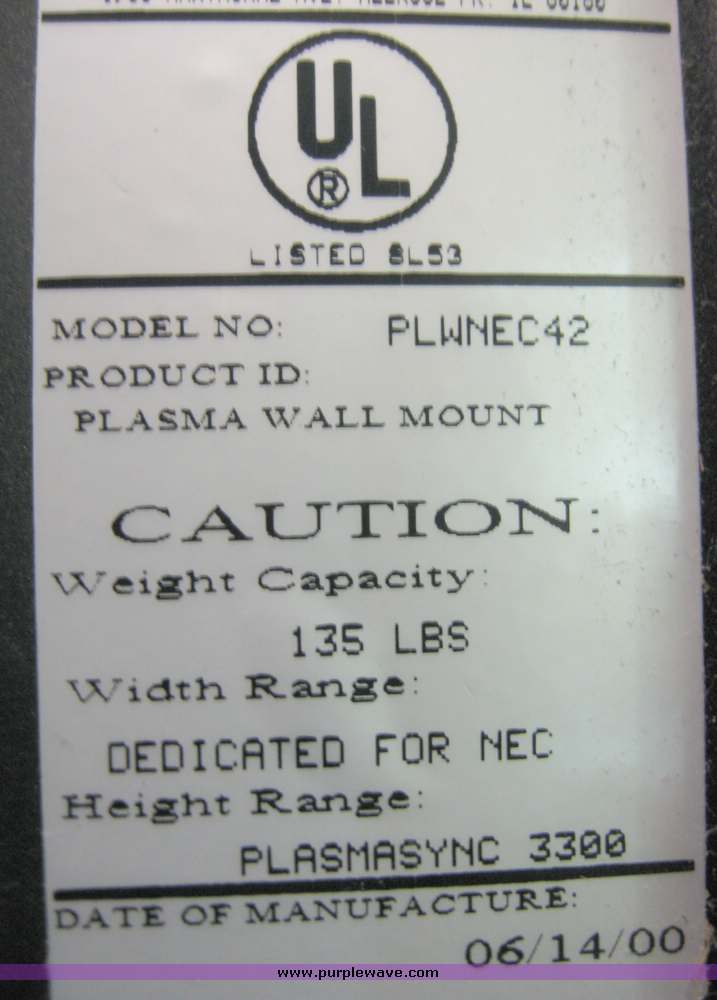 UL
®
LISTED 8L53
MODEL NO: PLWNEC42
PRODUCT ID:
PLASMA WALL MOUNT
CAUTION:
Weight Capacity:
135 LBS
Width Range:
DEDICATED FOR NEC
Height Range:
PLASMASYNC 3300
DATE OF MANUFACTURE:
06/14/00
www.purplewave.com